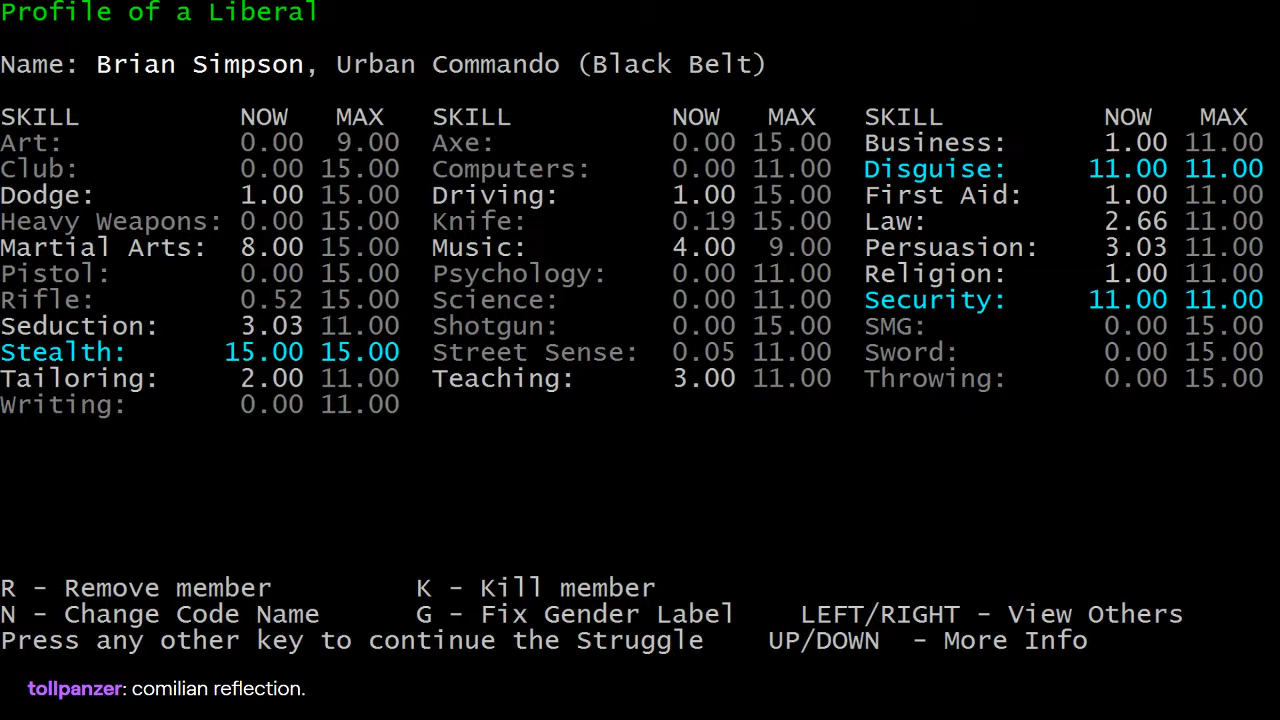 Profile of a Liberal
Name: Brian Simpson, Urban Commando (Black Belt)
SKILL NOW MAX SKILL NOW MAX SKILL NOW MAX
Art: 0.00 9.00 Axe: 0.00 15.00 Business: 1.00 11.00
Club: 0.00 15.00 Computers: 0.00 11.00 Disguise: 11.00 11.00
Dodge: 1.00 15.00 Driving: 1.00 15.00 First Aid: 1.00 11.00
Heavy Weapons: 0.00 15.00 Knife: 0.19 15.00 Law: 2.66 11.00
Martial Arts: 8.00 15.00 Music: 4.00 9.00 Persuasion: 3.03 11.00
Pistol: 0.00 15.00 Psychology: 0.00 11.00 Religion: 1.00 11.00
Rifle: 0.52 15.00 Science: 0.00 11.00 Security: 11.00 11.00
Seduction: 3.03 11.00 Shotgun: 0.00 15.00 SMG: 0.00 15.00
Stealth: 15.00 15.00 Street Sense: 0.05 11.00 Sword: 0.00 15.00
Tailoring: 2.00 11.00 Teaching: 3.00 11.00 Throwing: 0.00 15.00
Writing: 0.00 11.00
R - Remove member K - Kill member
N - Change Code Name G - Fix Gender Label LEFT/RIGHT - View Others
Press any other key to continue the Struggle UP/DOWN - More Info
tollpanzer: comilian reflection.